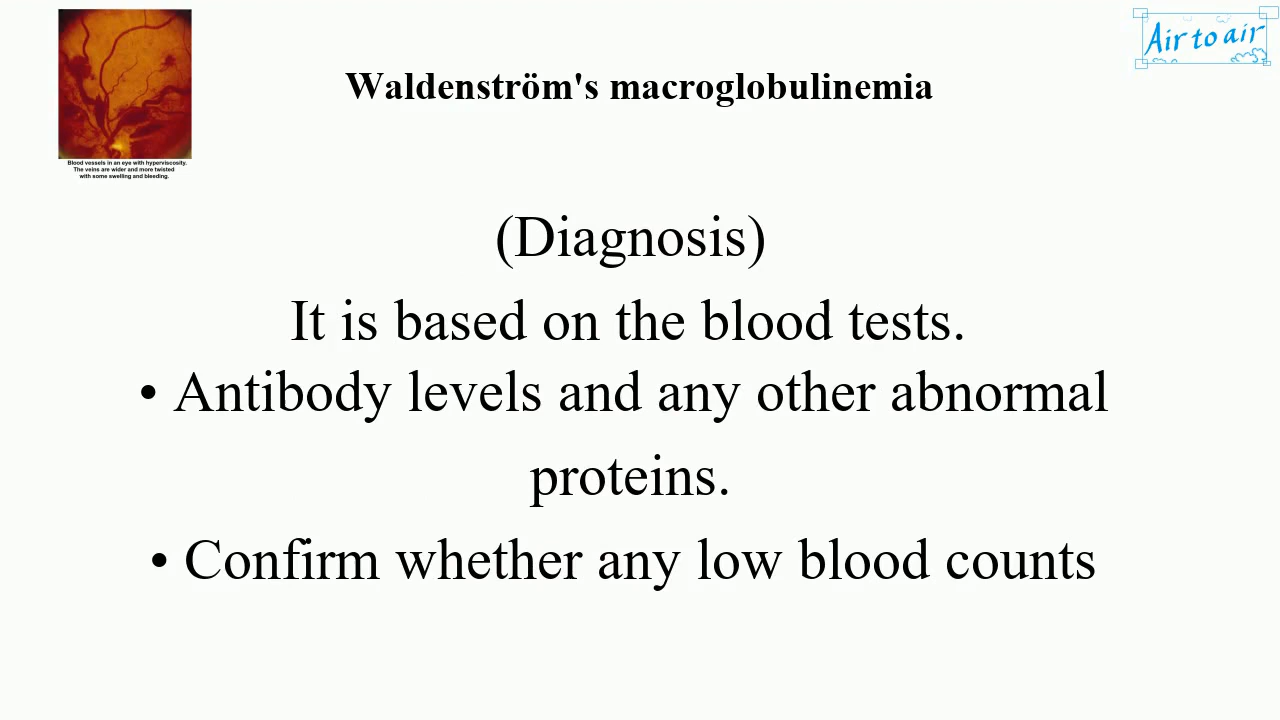 Air to air
Waldenström's macroglobulinemia
Blood vessels in an eye with hyperviscosity.
The veins are wider and more twisted
with some swelling and bleeding.
(Diagnosis)
It is based on the blood tests.
• Antibody levels and any other abnormal
proteins.
• Confirm whether any low blood counts